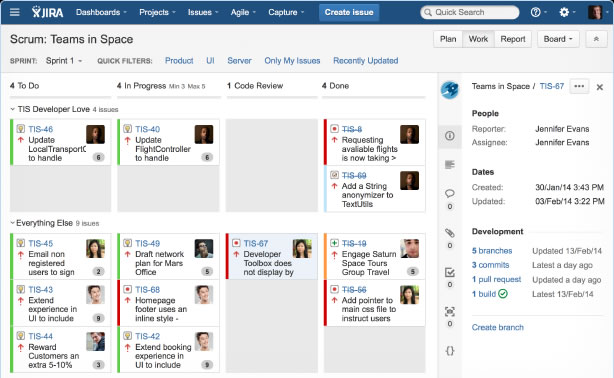 JIRA Dashboards Projects Issues Agile Capture Create issue Quick Search
Scrum: Teams in Space Plan Work Report Board
SPRINT: Sprint 1 QUICK FILTERS: Product UI Server Only My Issues Recently Updated
4 To Do 4 In Progress Min 3 Max 5 1 Code Review 4 Done
TIS Developer Love 4 issues
TIS-46
Update
LocalTransportC
to handle
6
TIS-40
Update
FlightController
to handle
6
TIS-8
Requesting
available flights
is now taking >
TIS-69
Add a String
anonymizer to
TextUtils
Everything Else 9 isues
TIS-45
Email non
registered
users to sign
2
TIS-43
Extend
experience in
UI to include
9
TIS-44
Reward
Customers an
extra 5-10%
3
TIS-49
Draft network
plan for Mars
Office
5
TIS-68
Homepage
footer uses an
inline style -
TIS-42
Extend booking
experience in
UI to include
9
TIS-67
Developer
Toolbox does
not display by
TIS-19
Engage Saturn
Space Tours
Group Travel
5
TIS-56
Add pointer to
main css file to
instruct users
Teams in Space / TIS-67
People
Reporter: Jennifer Evans
Assignee: Jennifer Evans
Dates
Created: 30/Jan/14 3:43 PM
Updated: 03/Feb/14 3:22 PM
Development
5 branches Updated 13/Feb/14
3 commits Latest a day ago
1 pull request Updated a day ago
1 build Latest 13/Feb/14
Create branch
0
0
0
0